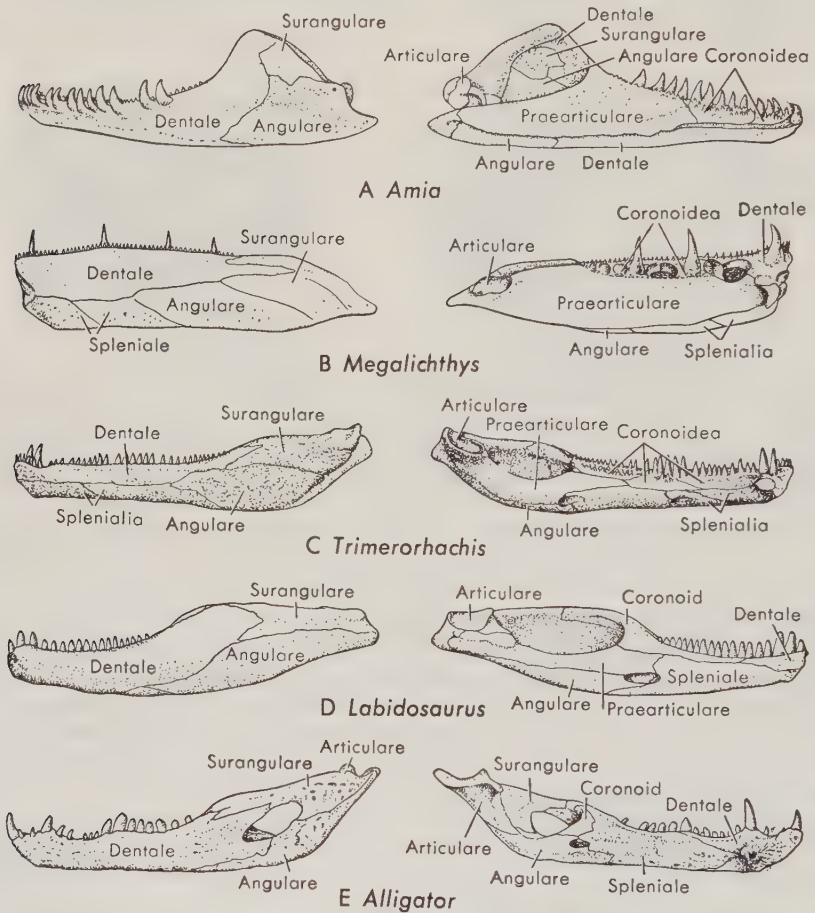 Surangulare
Dentale
Angulare
Dentale
Surangulare
Articulare
Angulare Coronoidea
Praearticulare
Angulare
Dentale
A Amia
Surangulare
Dentale
Angulare
Spleniale
Coronoidea
Dentale
Articulare
Praearticulare
Angulare
Splenialia
B Megalichthys
Surangulare
Dentale
Splenialia
Angulare
Articulare
Praearticulare
Coronoidea
Angulare
Splenialia
C Trimerorhachis
Surangulare
Dentale
Angulare
Articulare
Coronoid
Dentale
Spleniale
Angulare
Praearticulare
D Labidosaurus
Articulare
Surangulare
Dentale
Angulare
Surangulare
Coronoid
Dentale
Articulare
Angulare
Spleniale
E Alligator